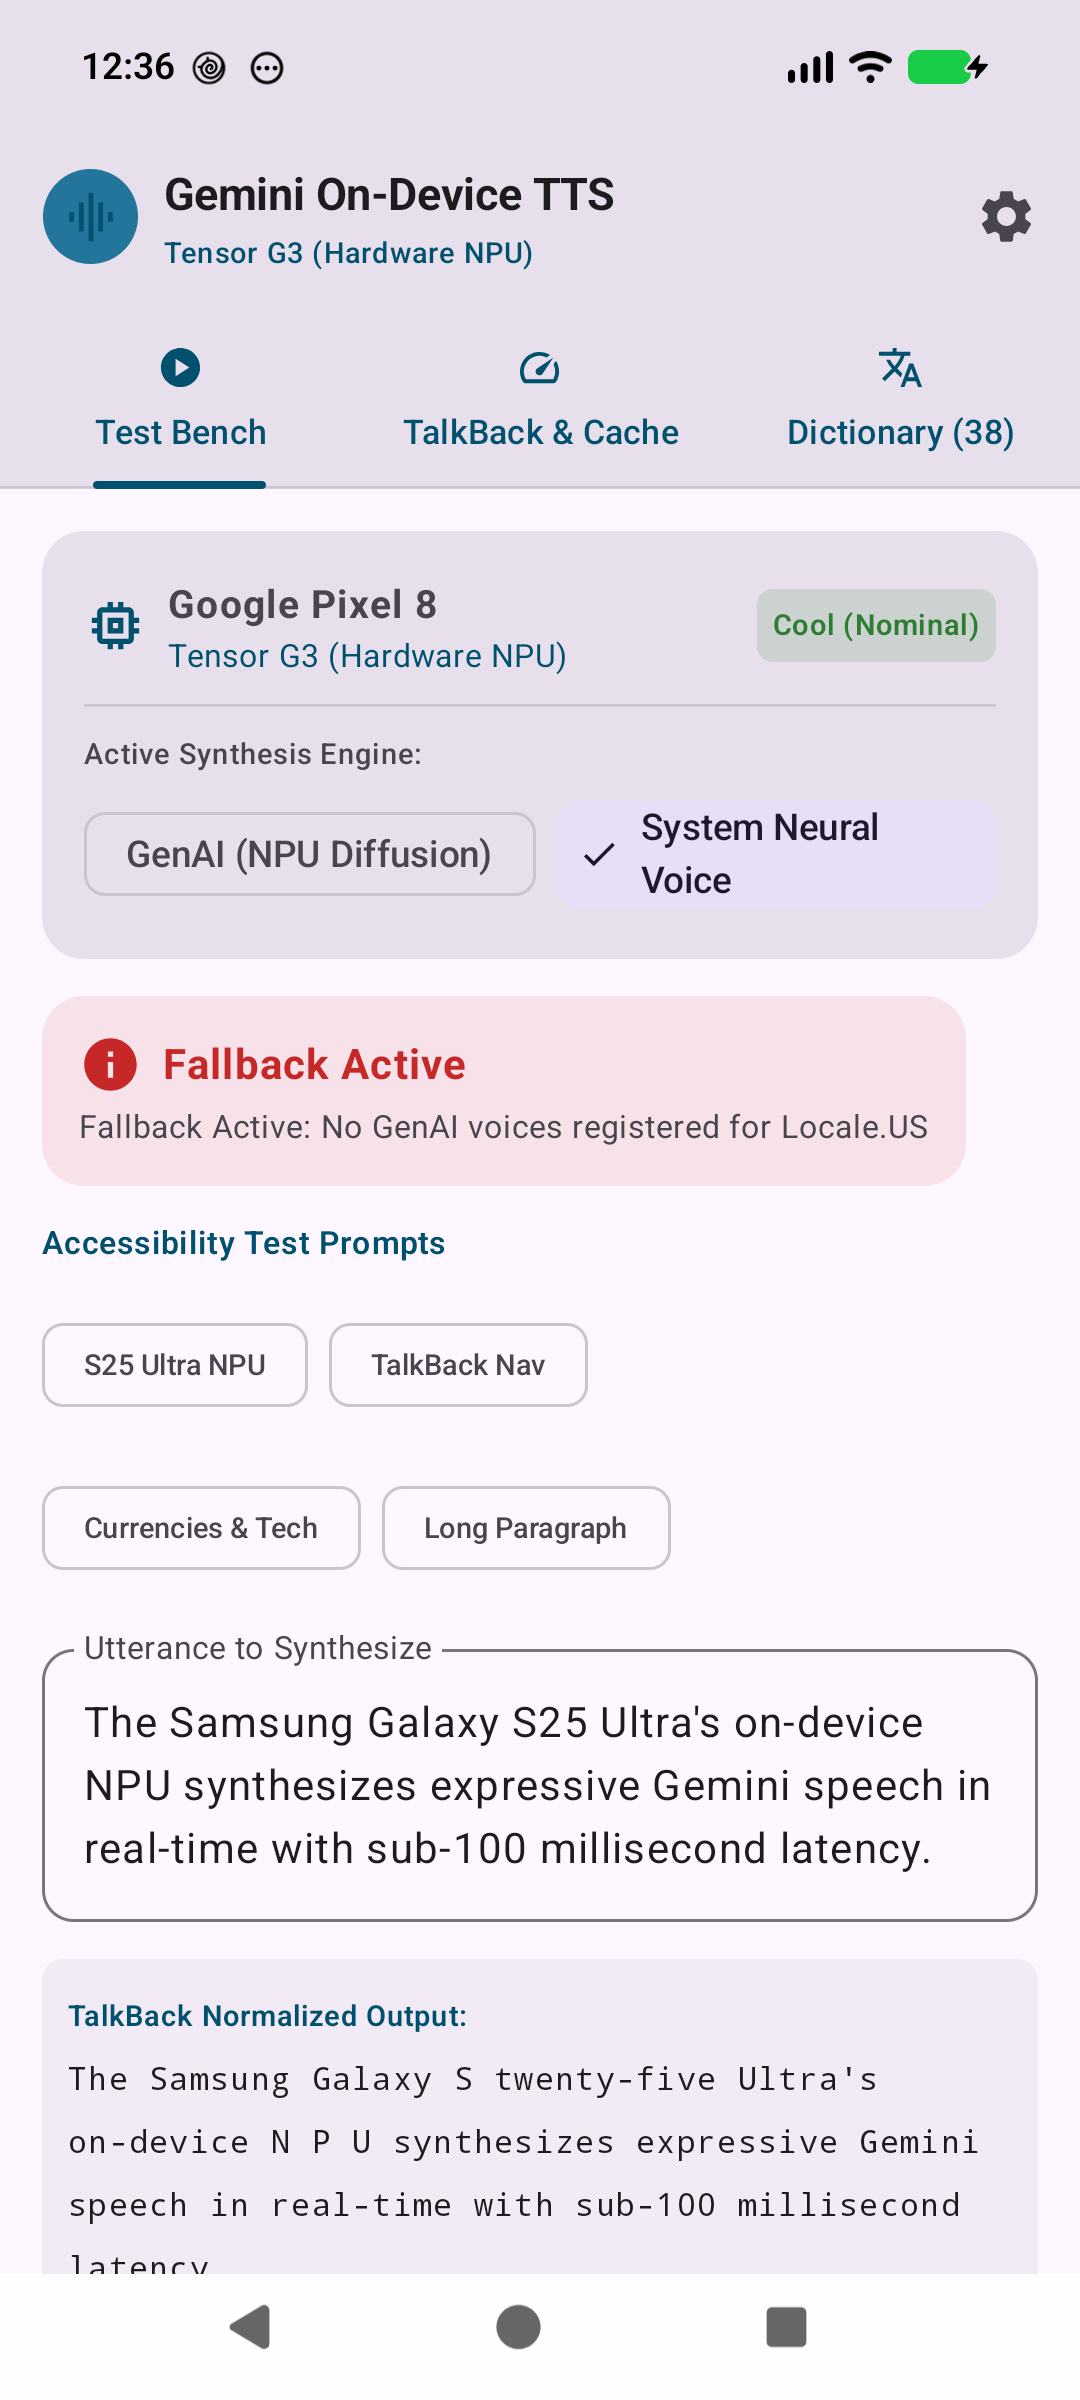 12:36
Gemini On-Device TTS
Tensor G3 (Hardware NPU)
Test Bench
TalkBack & Cache
Dictionary (38)
Google Pixel 8
Tensor G3 (Hardware NPU)
Cool (Nominal)
Active Synthesis Engine:
GenAI (NPU Diffusion)
System Neural
Voice
Fallback Active
Fallback Active: No GenAI voices registered for Locale.US
Accessibility Test Prompts
S25 Ultra NPU
TalkBack Nav
Currencies & Tech
Long Paragraph
Utterance to Synthesize
The Samsung Galaxy S25 Ultra's on-device
NPU synthesizes expressive Gemini speech in
real-time with sub-100 millisecond latency.
TalkBack Normalized Output:
The Samsung Galaxy S twenty-five Ultra's
on-device N P U synthesizes expressive Gemini
speech in real-time with sub-100 millisecond
latency